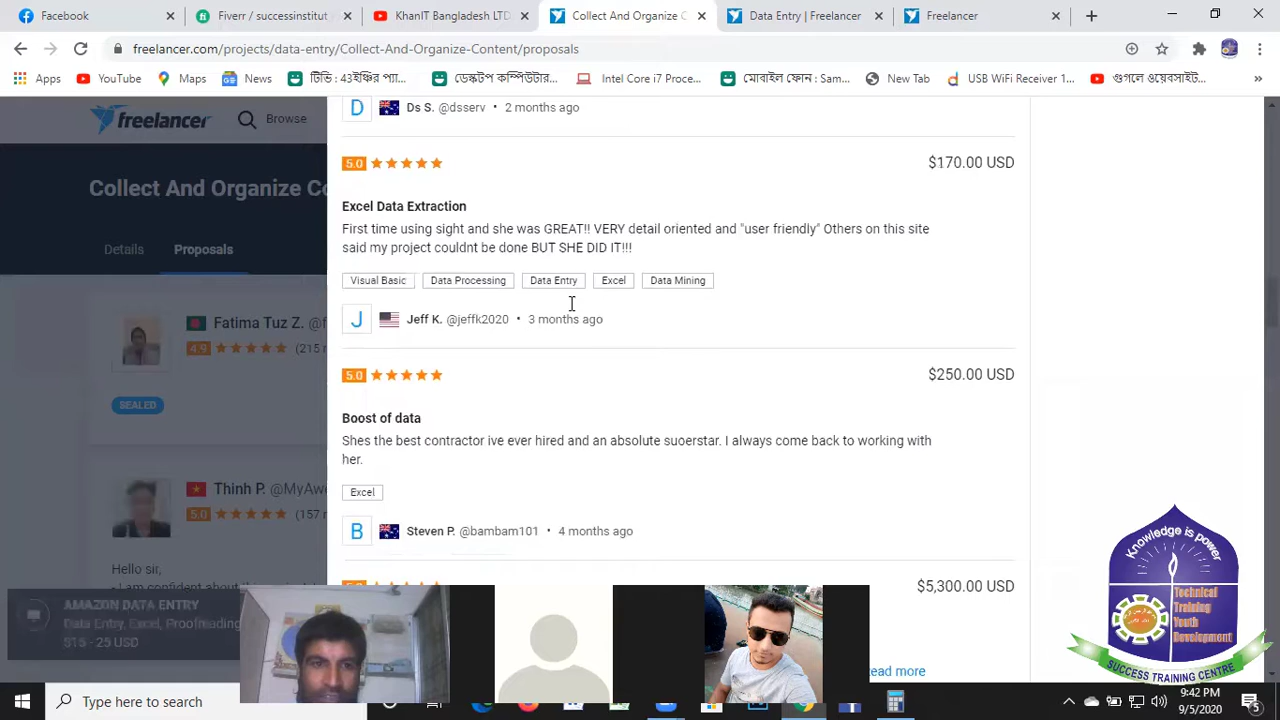 Facebook
Fiverr / successinstitut
KhanIT Bangladesh LTD.
Collect And Organize C
Data Entry | Freelancer
Freelancer
freelancer.com/projects/data-entry/Collect-And-Organize-Content/proposals
Apps
YouTube
Maps
News
টিভি : 43ইঞ্চির প্যা...
ডেস্কটপ কম্পিউটার...
Intel Core i7 Proce...
মোবাইল ফোন : Sam...
New Tab
USB WiFi Receiver 1...
গুগলে ওয়েবসাইট...
freelancer
Browse
Ds S. @dsserv • 2 months ago
5.0
$170.00 USD
Collect And Organize Co
Excel Data Extraction
First time using sight and she was GREAT!! VERY detail oriented and "user friendly" Others on this site
said my project couldnt be done BUT SHE DID IT!!!
Details
Proposals
Visual Basic
Data Processing
Data Entry
Excel
Data Mining
J
Jeff K. @jeffk2020 • 3 months ago
Fatima Tuz Z. @f
4.9
(215
5.0
$250.00 USD
SEALED
Boost of data
Shes the best contractor ive ever hired and an absolute suoerstar. I always come back to working with
her.
Excel
Thinh P. @MyAwe
5.0
(157
B
Steven P. @bambam101 • 4 months ago
Hello sir,
$5,300.00 USD
AMAZON DATA ENTRY
Data Entry, Excel, Proofreading
$15 - 25 USD
ead more
Knowledge is power
Technical
Training
Youth
Development
SUCCESS TRAINING CENTRE
Type here to search
9:42 PM
9/5/2020
5